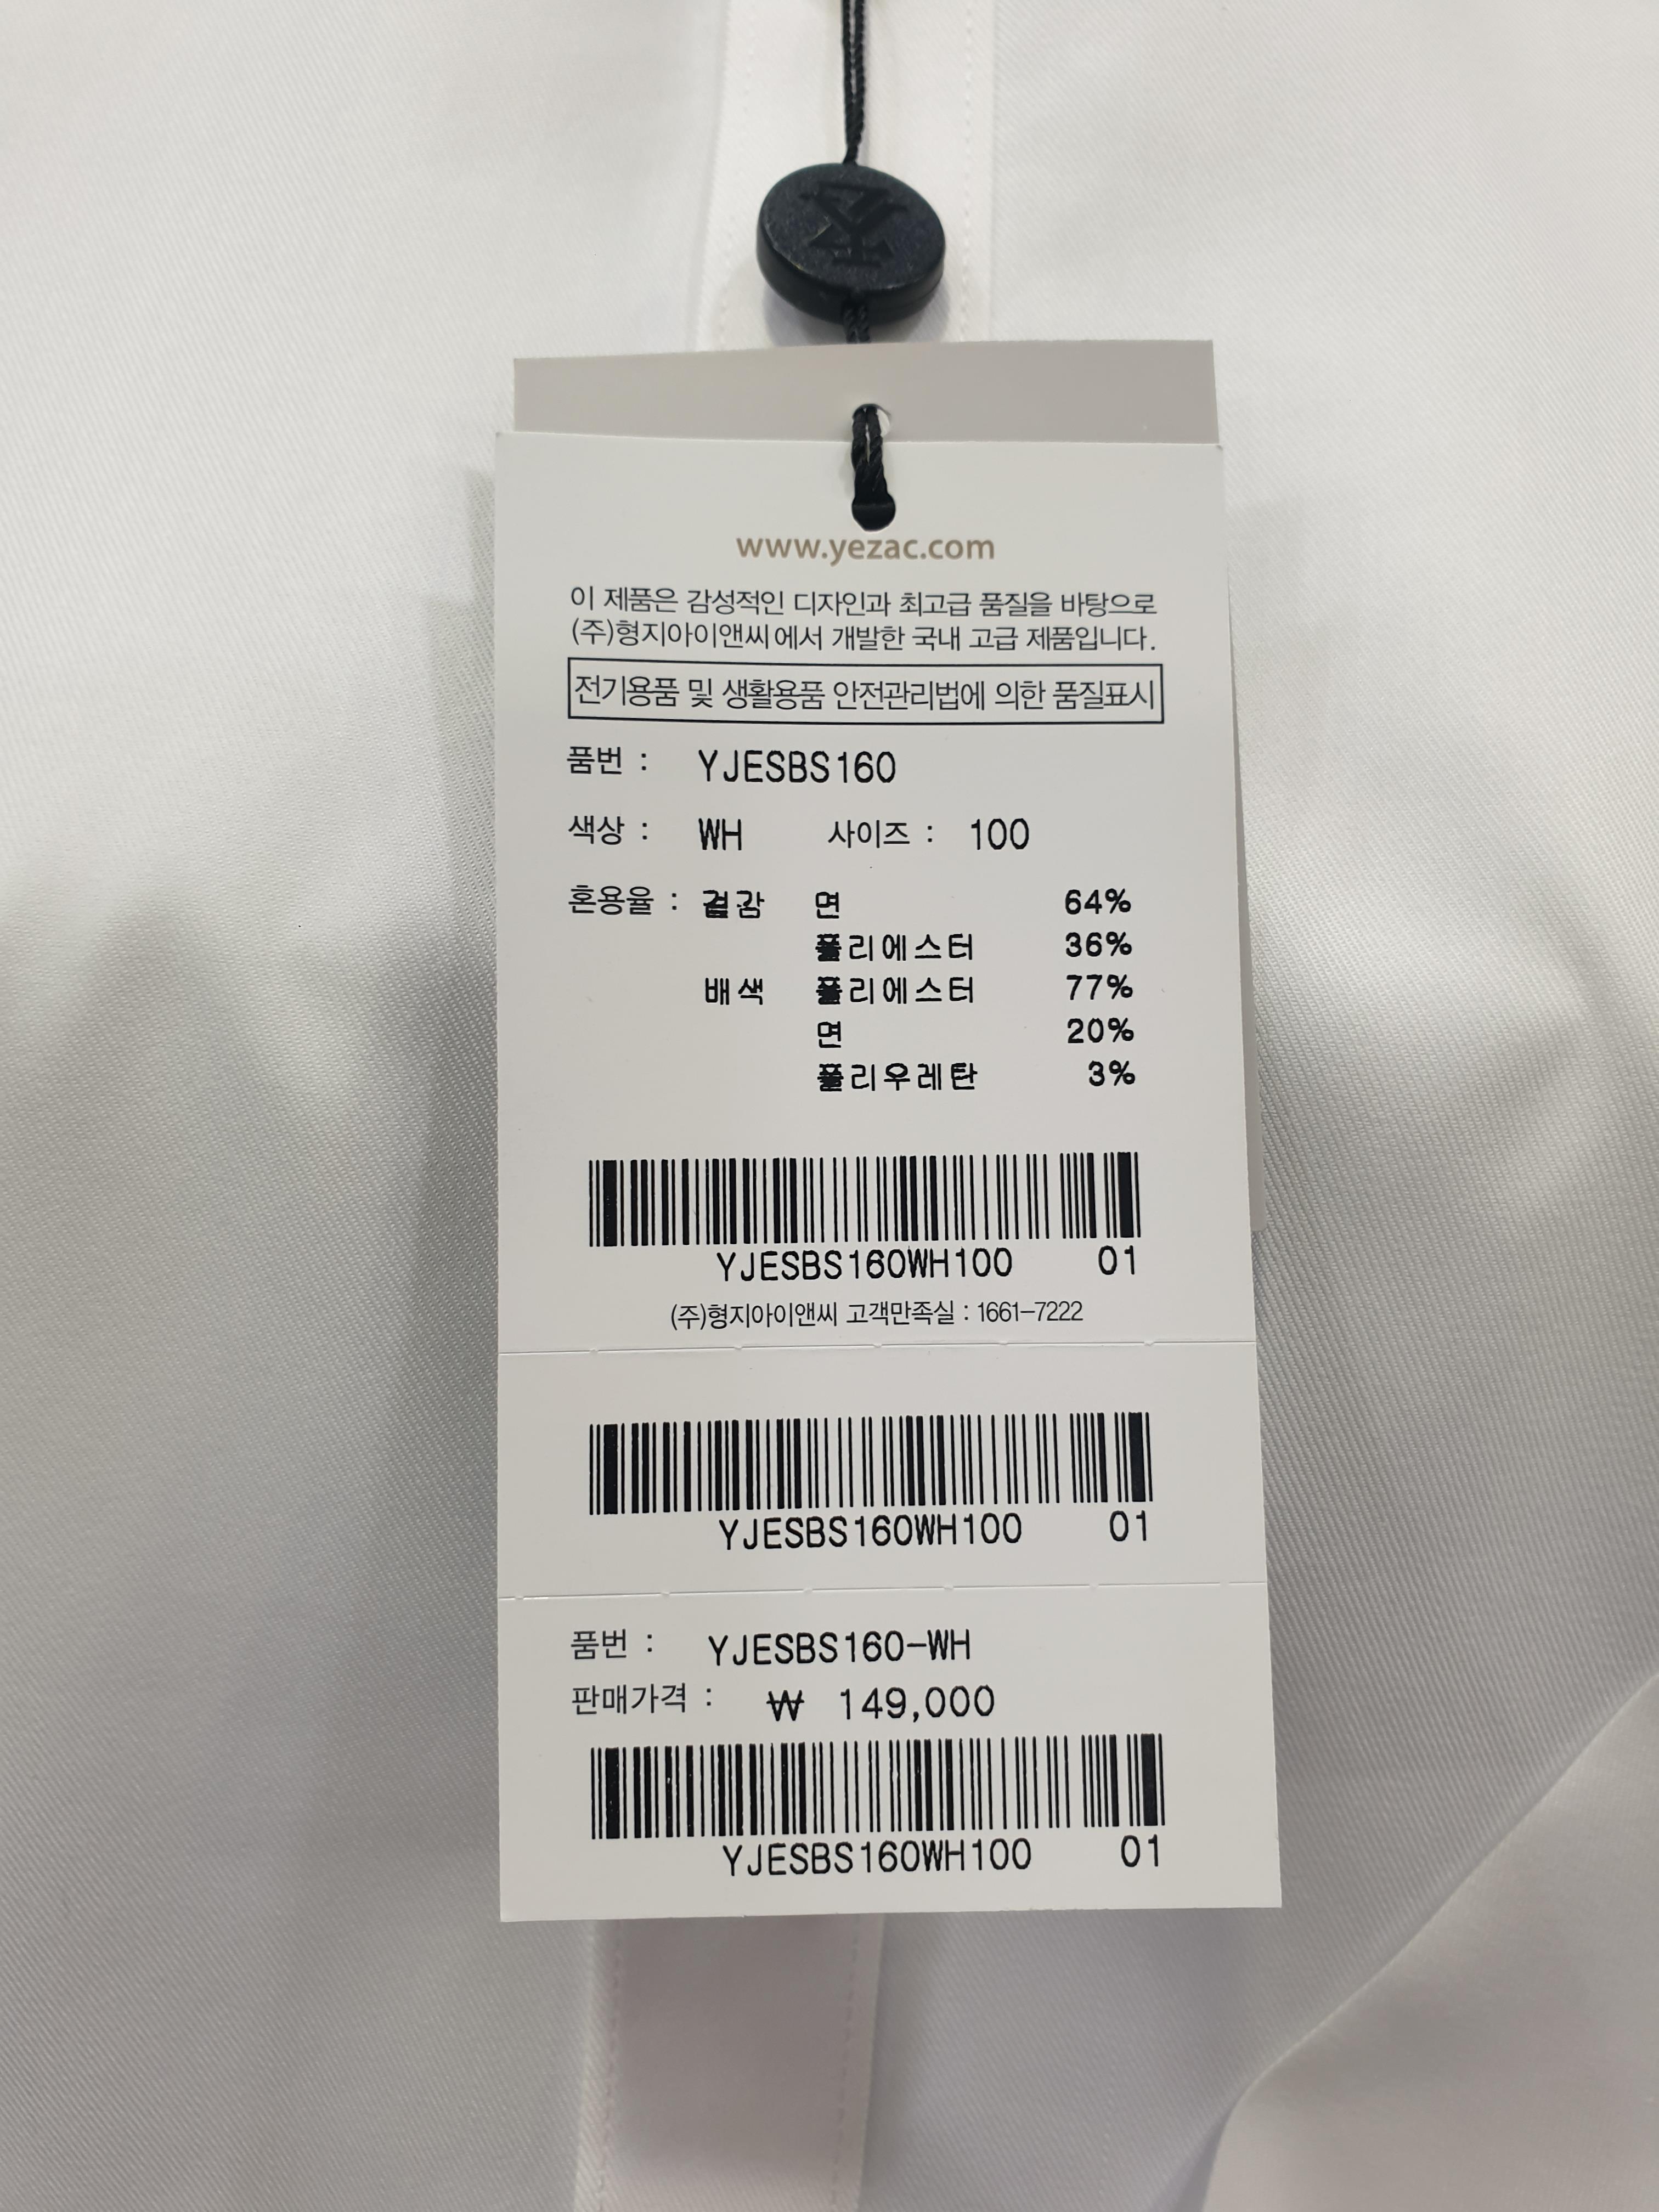 www.yezac.com
이 제품은 감성적인 디자인과 최고급 품질을 바탕으로
(주)형지아이앤씨에서 개발한 국내 고급 제품입니다.
전기용품 및 생활용품 안전관리법에 의한 품질표시
품번 : YJESBS160
색상 : WH 사이즈 : 100
혼용율 : 겉감 면 64%
폴리에스터 36%
배색 폴리에스터 77%
면 20%
폴리우레탄 3%
YJESBS160WH100 01
(주)형지아이앤씨 고객만족실 : 1661-7222
YJESBS160WH100 01
품번 : YJESBS160-WH
판매가격 : ₩ 149,000
YJESBS160WH100 01